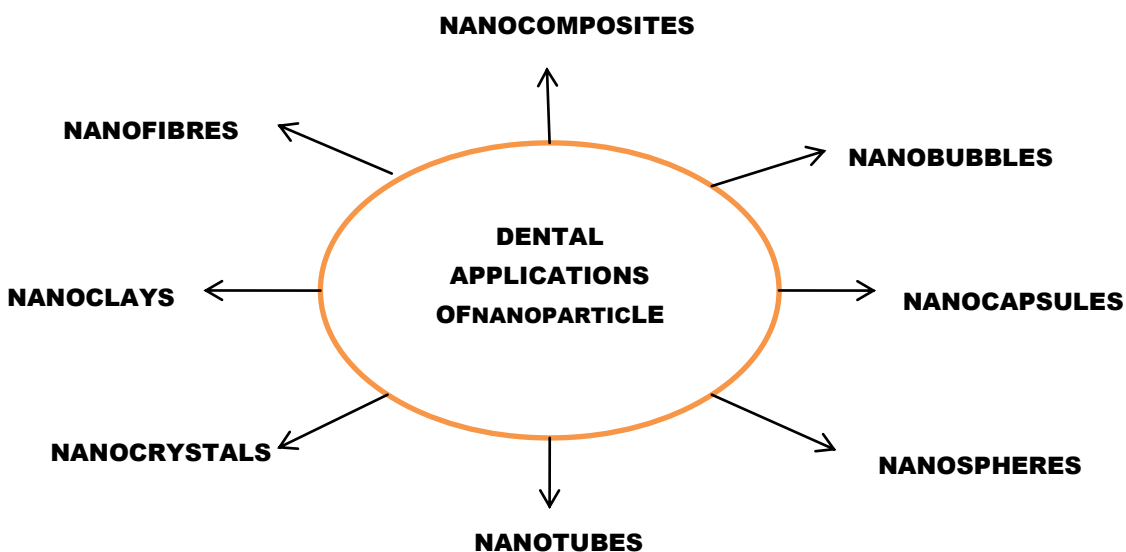 NANOCOMPOSITES
NANOFIBRES
NANOBUBBLES
DENTAL
APPLICATIONS
OFNANOPARTICLE
NANOCLAYS
NANOCAPSULES
NANOCRYSTALS
NANOSPHERES
NANOTUBES